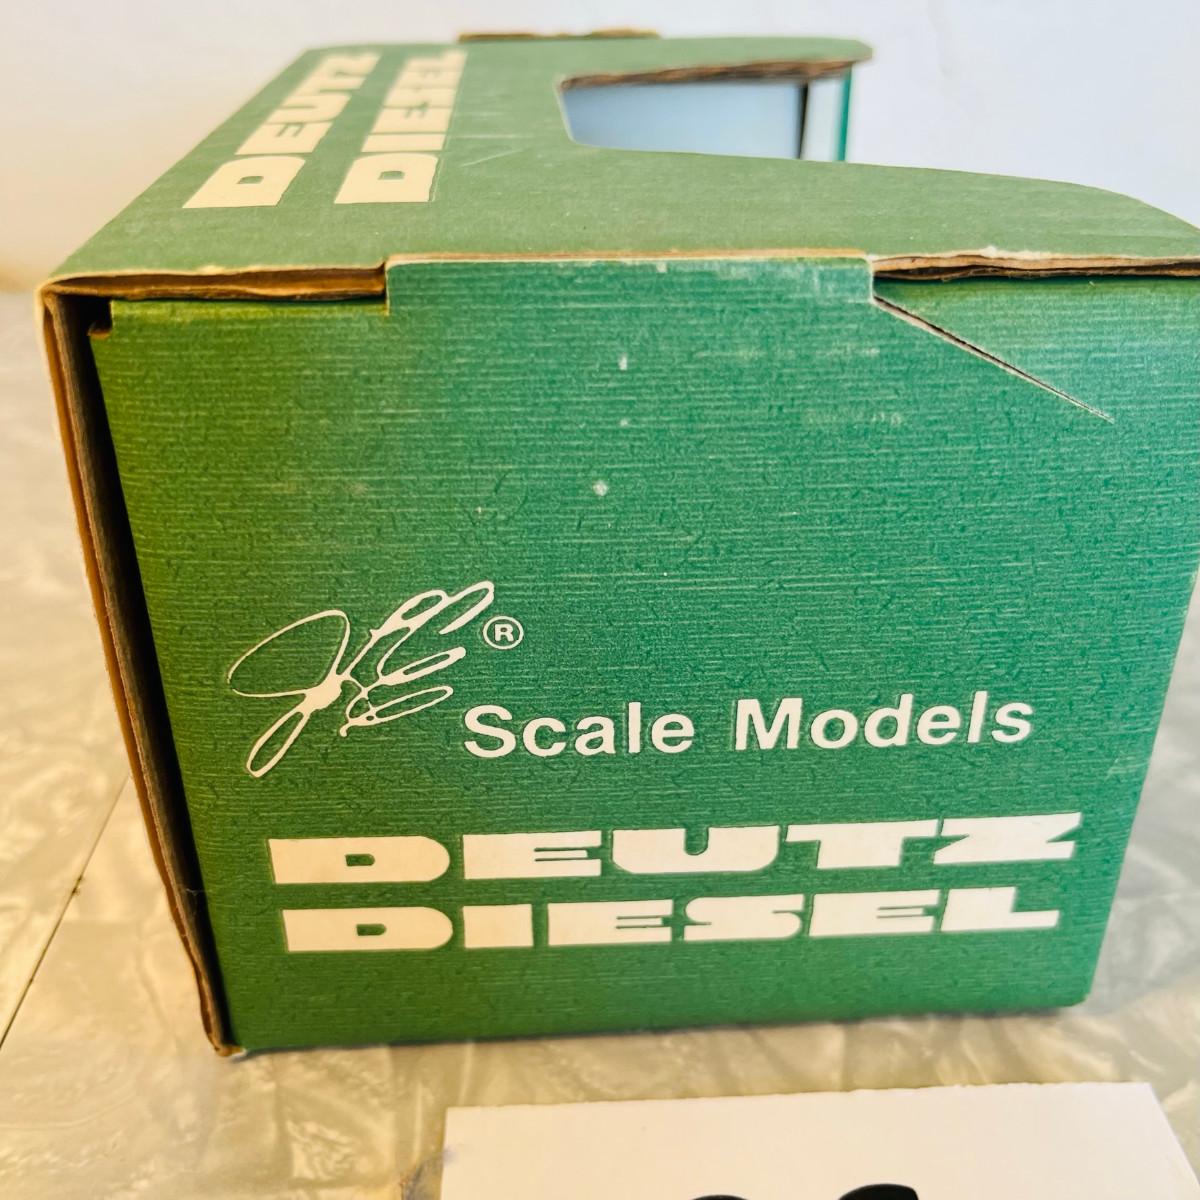 DEUTZ
DIESEL
®
Scale Models
DEUTZ
DIESEL